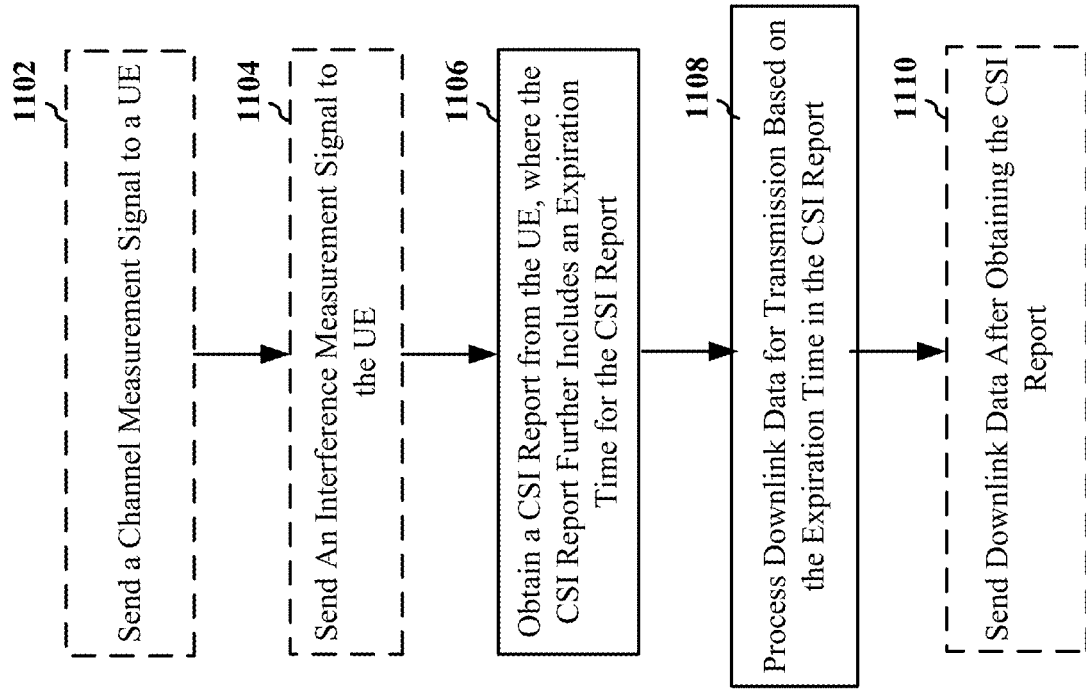 1102
Send a Channel Measurement Signal to a UE
1104
Send An Interference Measurement Signal to
the UE
1106
Obtain a CSI Report from the UE, where the
CSI Report Further Includes an Expiration
Time for the CSI Report
1108
Process Downlink Data for Transmission Based on
the Expiration Time in the CSI Report
1110
Send Downlink Data After Obtaining the CSI
Report